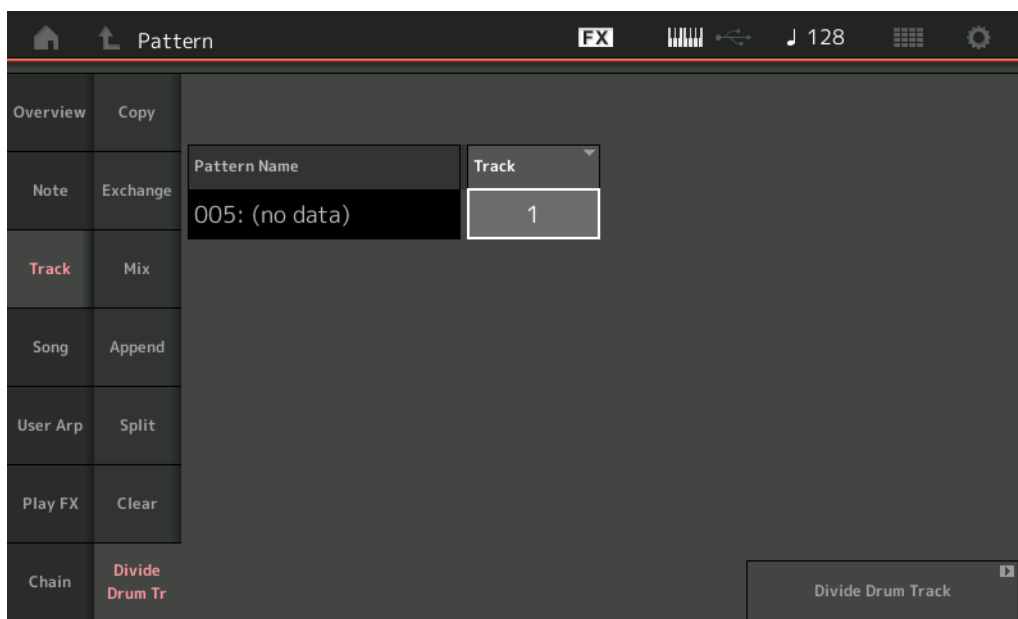 Pattern
FX
♩ 128
Overview
Copy
Note
Exchange
Track
Mix
Song
Append
User Arp
Split
Play FX
Clear
Chain
Divide
Drum Tr
Pattern Name
005: (no data)
Track
1
Divide Drum Track